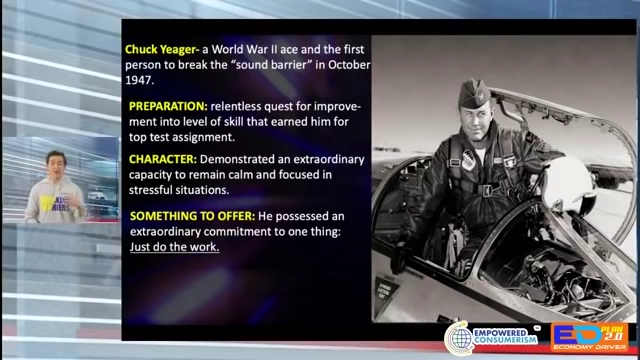 Chuck Yeager- a World War II ace and the first
person to break the “sound barrier” in October
1947.
PREPARATION: relentless quest for improve-
ment into level of skill that earned him for
top test assignment.
CHARACTER: Demonstrated an extraordinary
capacity to remain calm and focused in
stressful situations.
SOMETHING TO OFFER: He possessed an
extraordinary commitment to one thing:
Just do the work.
EMPOWERED
CONSUMERISM
ED PLAN
2.0
ECONOMY DRIVER